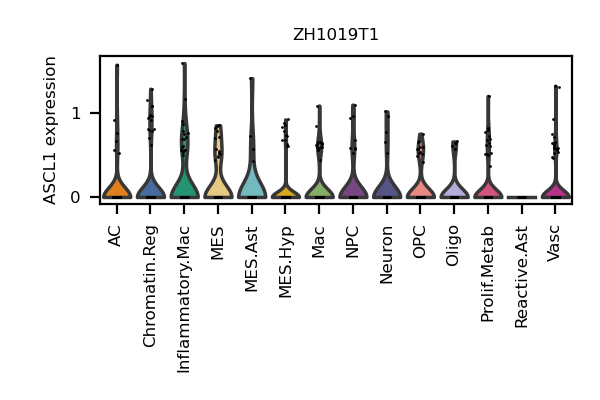 ZH1019T1
ASCL1 expression
1
0
AC
Chromatin.Reg
Inflammatory.Mac
MES
MES.Ast
MES.Hyp
Mac
NPC
Neuron
OPC
Oligo
Prolif.Metab
Reactive.Ast
Vasc